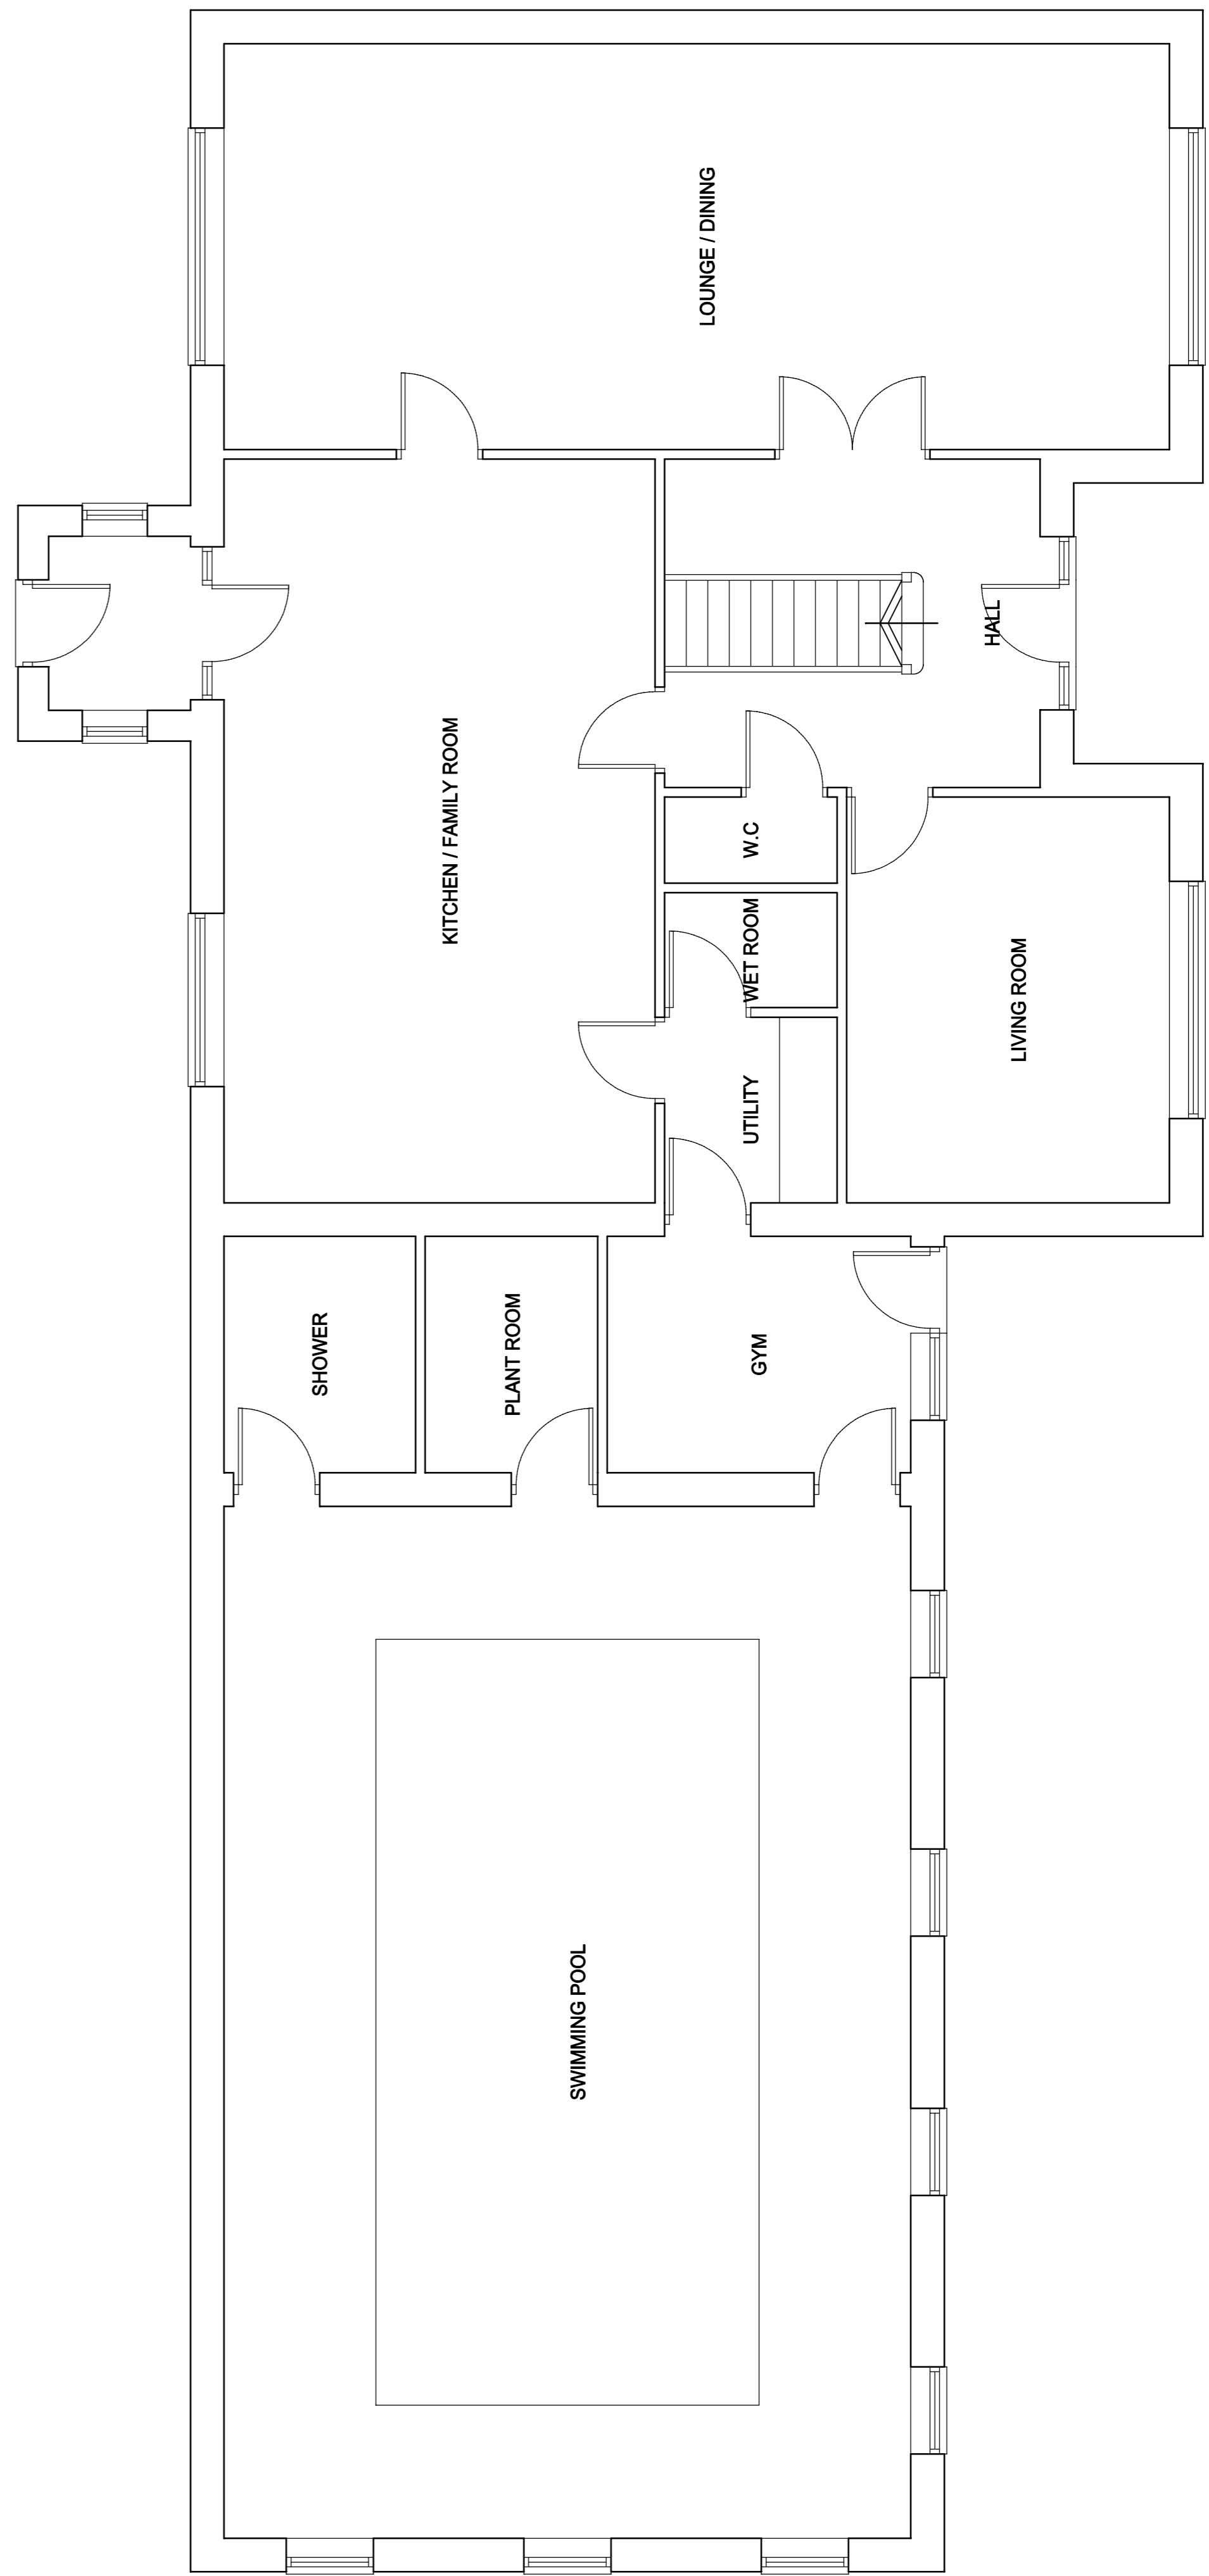 LOUNGE / DINING
KITCHEN / FAMILY ROOM
HALL
W.C
WET ROOM
UTILITY
LIVING ROOM
SHOWER
PLANT ROOM
GYM
SWIMMING POOL